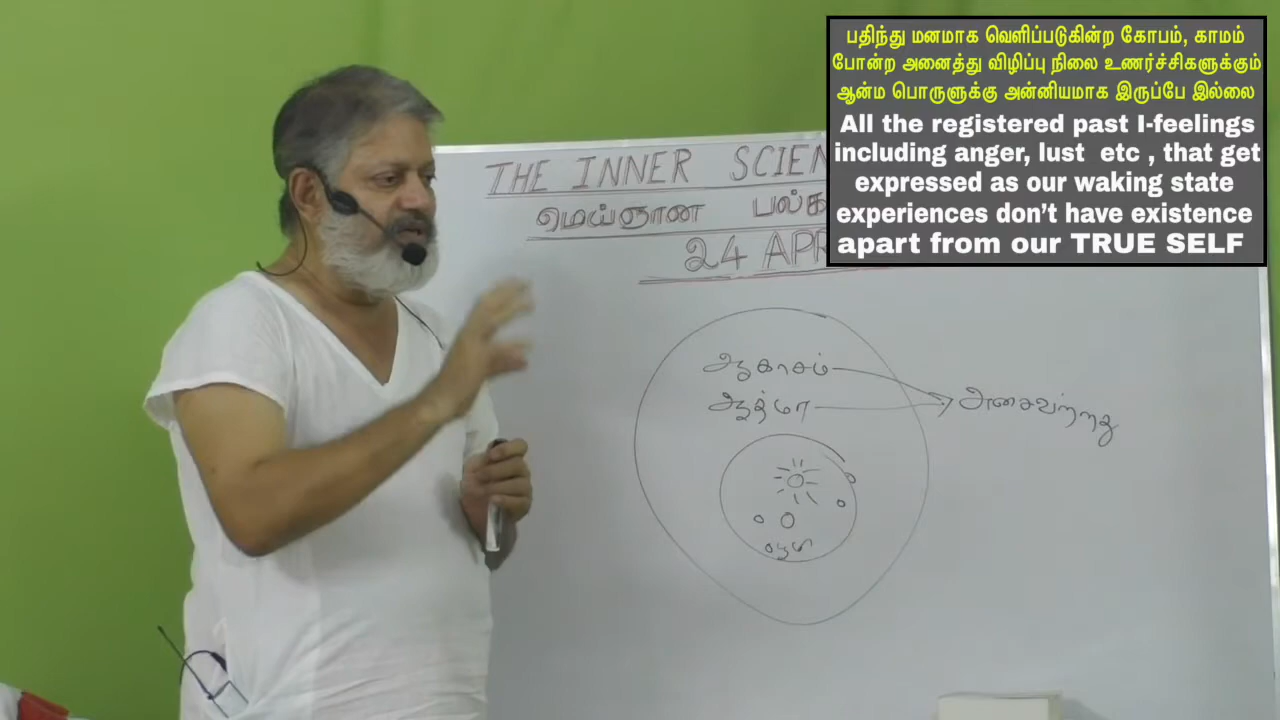 பதிந்து மனமாக வெளிப்படுகின்ற கோபம், காமம்
போன்ற அனைத்து விழிப்பு நிலை உணர்ச்சிகளுக்கும்
ஆன்ம பொருளுக்கு அன்னியமாக இருப்பே இல்லை
All the registered past I-feelings
including anger, lust etc , that get
expressed as our waking state
experiences don't have existence
apart from our TRUE SELF
THE INNER SCIEN
மெய்ஞான பல்க
24 APR
ஆகாசம்
ஆத்மா
அசைவற்றது
பூமி